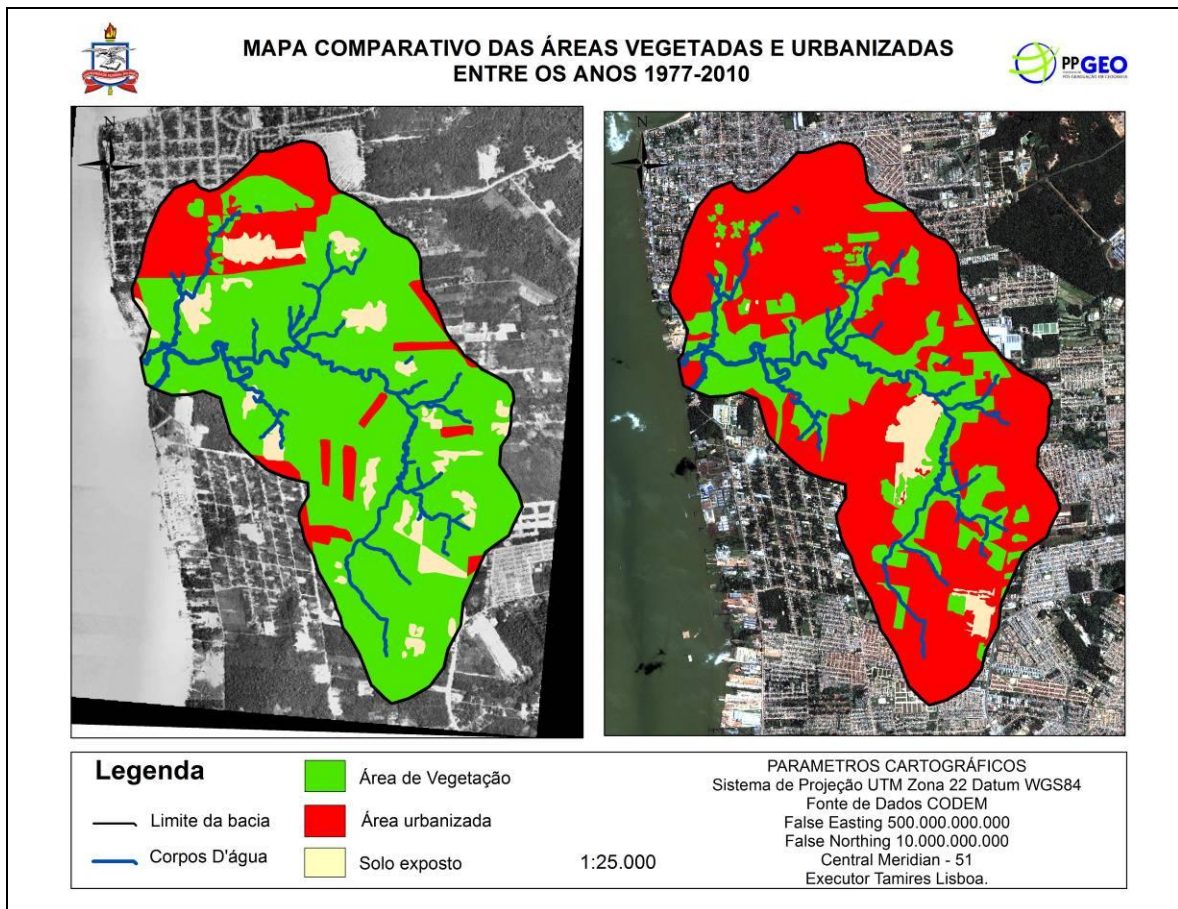 MAPA COMPARATIVO DAS ÁREAS VEGETADAS E URBANIZADAS
ENTRE OS ANOS 1977-2010
PPGEO
N
N
Legenda
Limite da bacia
Corpos D'água
Área de Vegetação
Área urbanizada
Solo exposto
1:25.000
PARAMETROS CARTOGRÁFICOS
Sistema de Projeção UTM Zona 22 Datum WGS84
Fonte de Dados CODEM
False Easting 500.000.000.000
False Northing 10.000.000.000
Central Meridian - 51
Executor Tamires Lisboa.